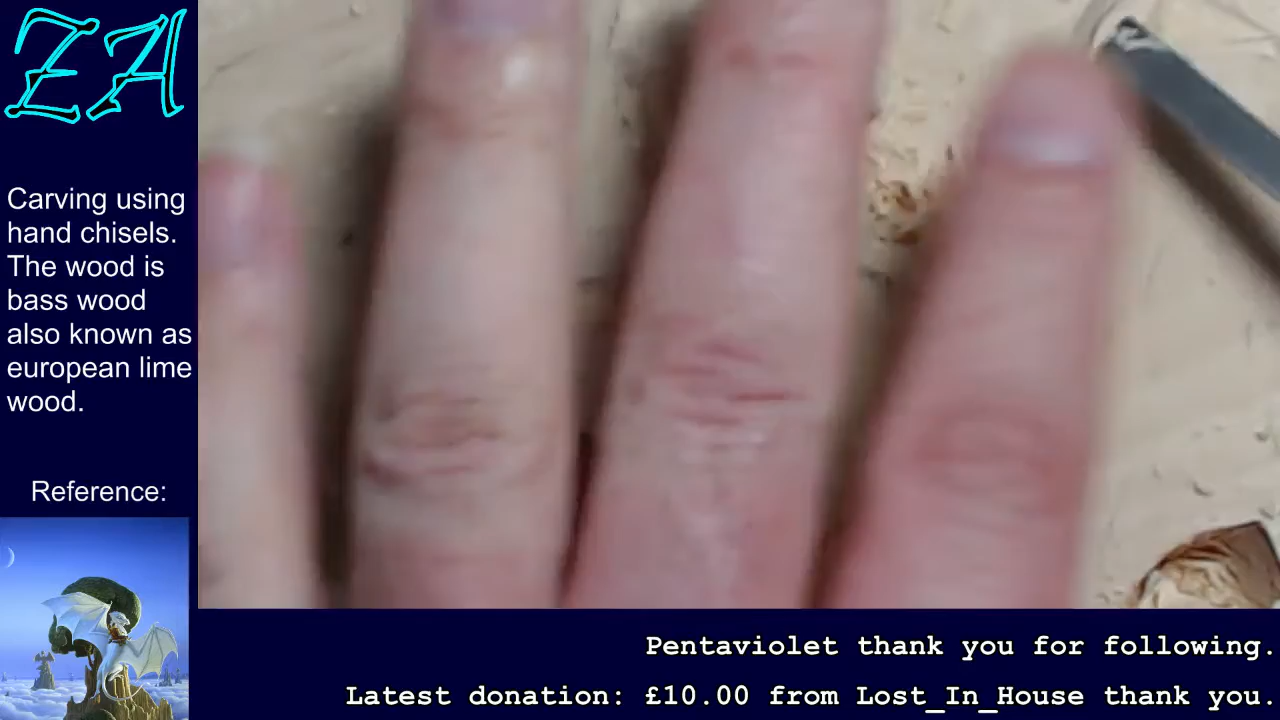 ZA
Carving using
hand chisels.
The wood is
bass wood
also known as
european lime
wood.
Reference:
Pentaviolet thank you for following.
Latest donation: £10.00 from Lost_In_House thank you.